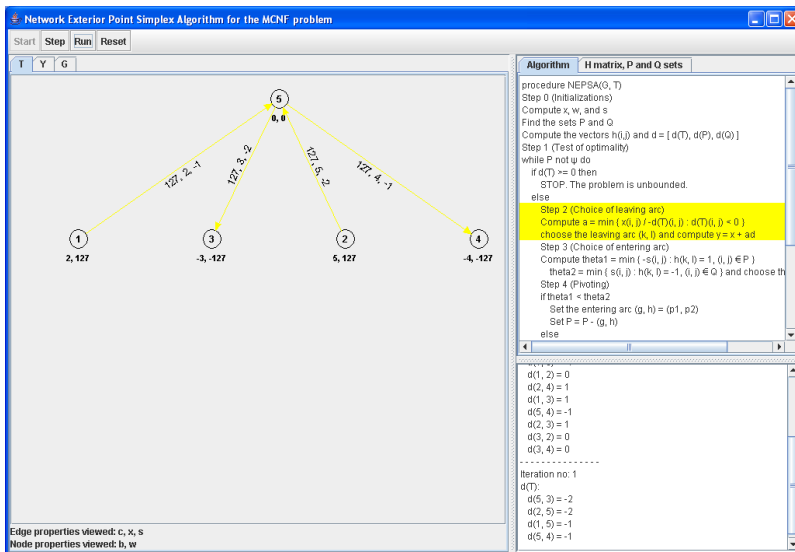 Network Exterior Point Simplex Algorithm for the MCNF problem
Start Step Run Reset
T Y G
5
0, 0
127, 2, -1
127, 3, -2
127, 5, -2
127, 4, -1
1
3
2
4
2, 127
-3, -127
5, 127
-4, -127
Edge properties viewed: c, x, s
Node properties viewed: b, w
Algorithm H matrix, P and Q sets
procedure NEPSA(G, T)
Step 0 (Initializations)
Compute x, w, and s
Find the sets P and Q
Compute the vectors h(i,j) and d = [ d(T), d(P), d(Q) ]
Step 1 (Test of optimality)
while P not ψ do
if d(T) >= 0 then
STOP. The problem is unbounded.
else
Step 2 (Choice of leaving arc)
Compute a = min { x(i, j) / -d(T)(i, j) : d(T)(i, j) < 0 }
choose the leaving arc (k, l) and compute y = x + ad
Step 3 (Choice of entering arc)
Compute theta1 = min { -s(i, j) : h(k, l) = 1, (i, j) ∈ P }
theta2 = min { s(i, j) : h(k, l) = -1, (i, j) ∈ Q } and choose th
Step 4 (Pivoting)
if theta1 < theta2
Set the entering arc (g, h) = (p1, p2)
Set P = P - (g, h)
else
d(1, 2) = 0
d(2, 4) = 1
d(1, 3) = 1
d(5, 4) = -1
d(2, 3) = 1
d(3, 2) = 0
d(3, 4) = 0
- - - - - - - - - - - - - - -
Iteration no: 1
d(T):
d(5, 3) = -2
d(2, 5) = -2
d(1, 5) = -1
d(5, 4) = -1